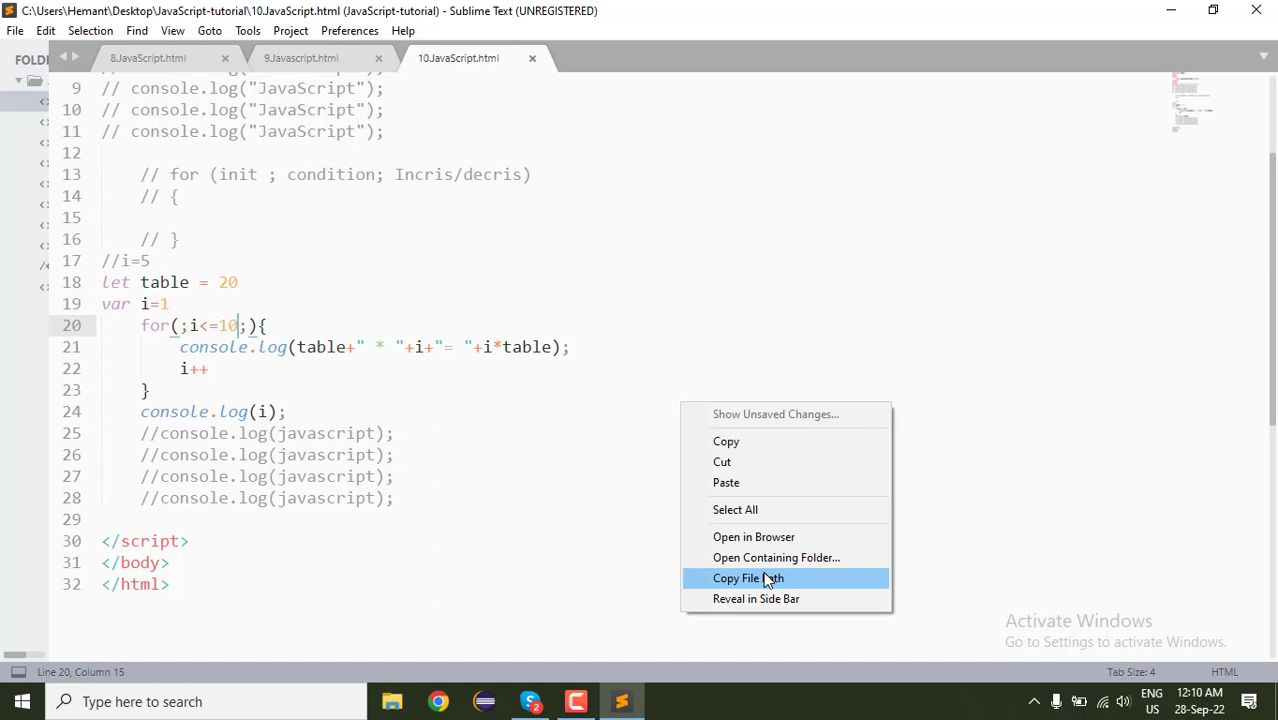 C:\Users\Hemant\Desktop\JavaScript-tutorial\10.JavaScript.html (JavaScript-tutorial) - Sublime Text (UNREGISTERED)
File Edit Selection View Goto Tools Project Preferences Help
FOLD
8JavaScript.html
9Javascript.html
10.JavaScript.html
9 // console.log("JavaScript");
10 // console.log("JavaScript");
11 // console.log("JavaScript");
12
13 // for (init ; condition; Incris/decris)
14 // {
15
16 // }
17 //i=5
18 let table = 20
19 var i=1
20 for(;i<=10;){
21 console.log(table+" * "+i+"= "+i*table);
22 i++
23 }
24 console.log(i);
25 //console.log(javascript);
26 //console.log(javascript);
27 //console.log(javascript);
28 //console.log(javascript);
29
30 </script>
31 </body>
32 </html>
Show Unsaved Changes...
Copy
Cut
Paste
Select All
Open in Browser
Open Containing Folder...
Copy File Path
Reveal in Side Bar
Activate Windows
Go to Settings to activate Windows.
Line 20, Column 15
Tab Size: 4
HTML
Type here to search
2
ENG
US
12:10 AM
28-Sep-22